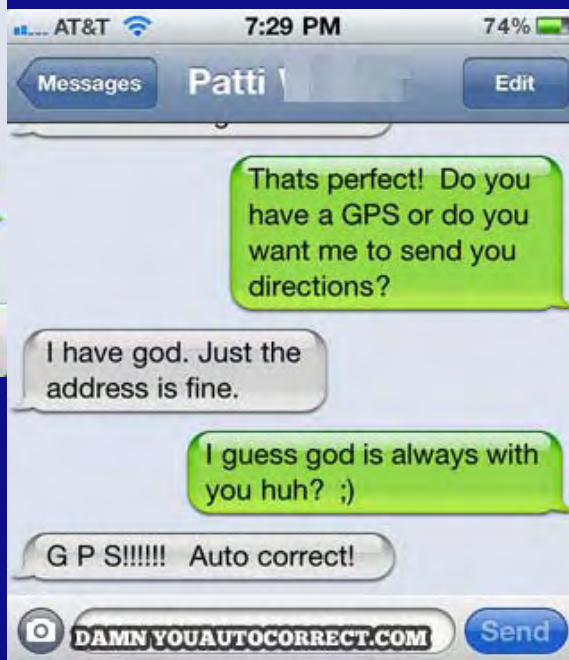 AT&T 7:29 PM 74%
Messages Patti Edit
Thats perfect! Do you
have a GPS or do you
want me to send you
directions?
I have god. Just the
address is fine.
I guess god is always with
you huh? ;)
G P S!!!!!! Auto correct!
DAMN YOU AUTOCORRECT.COM Send